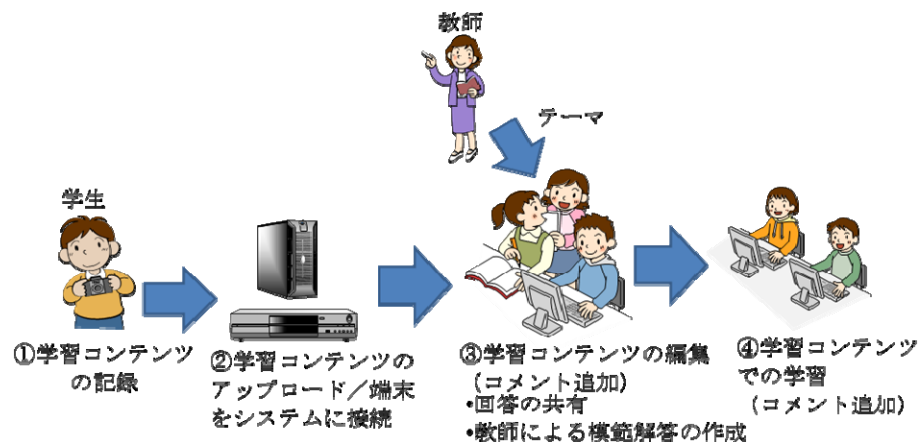 教師
テーマ
学生
①学習コンテンツ
の記録
②学習コンテンツの
アップロード／端末
をシステムに接続
③学習コンテンツの編集
（コメント追加）
•回答の共有
•教師による模範解答の作成
④学習コンテンツ
での学習
（コメント追加）